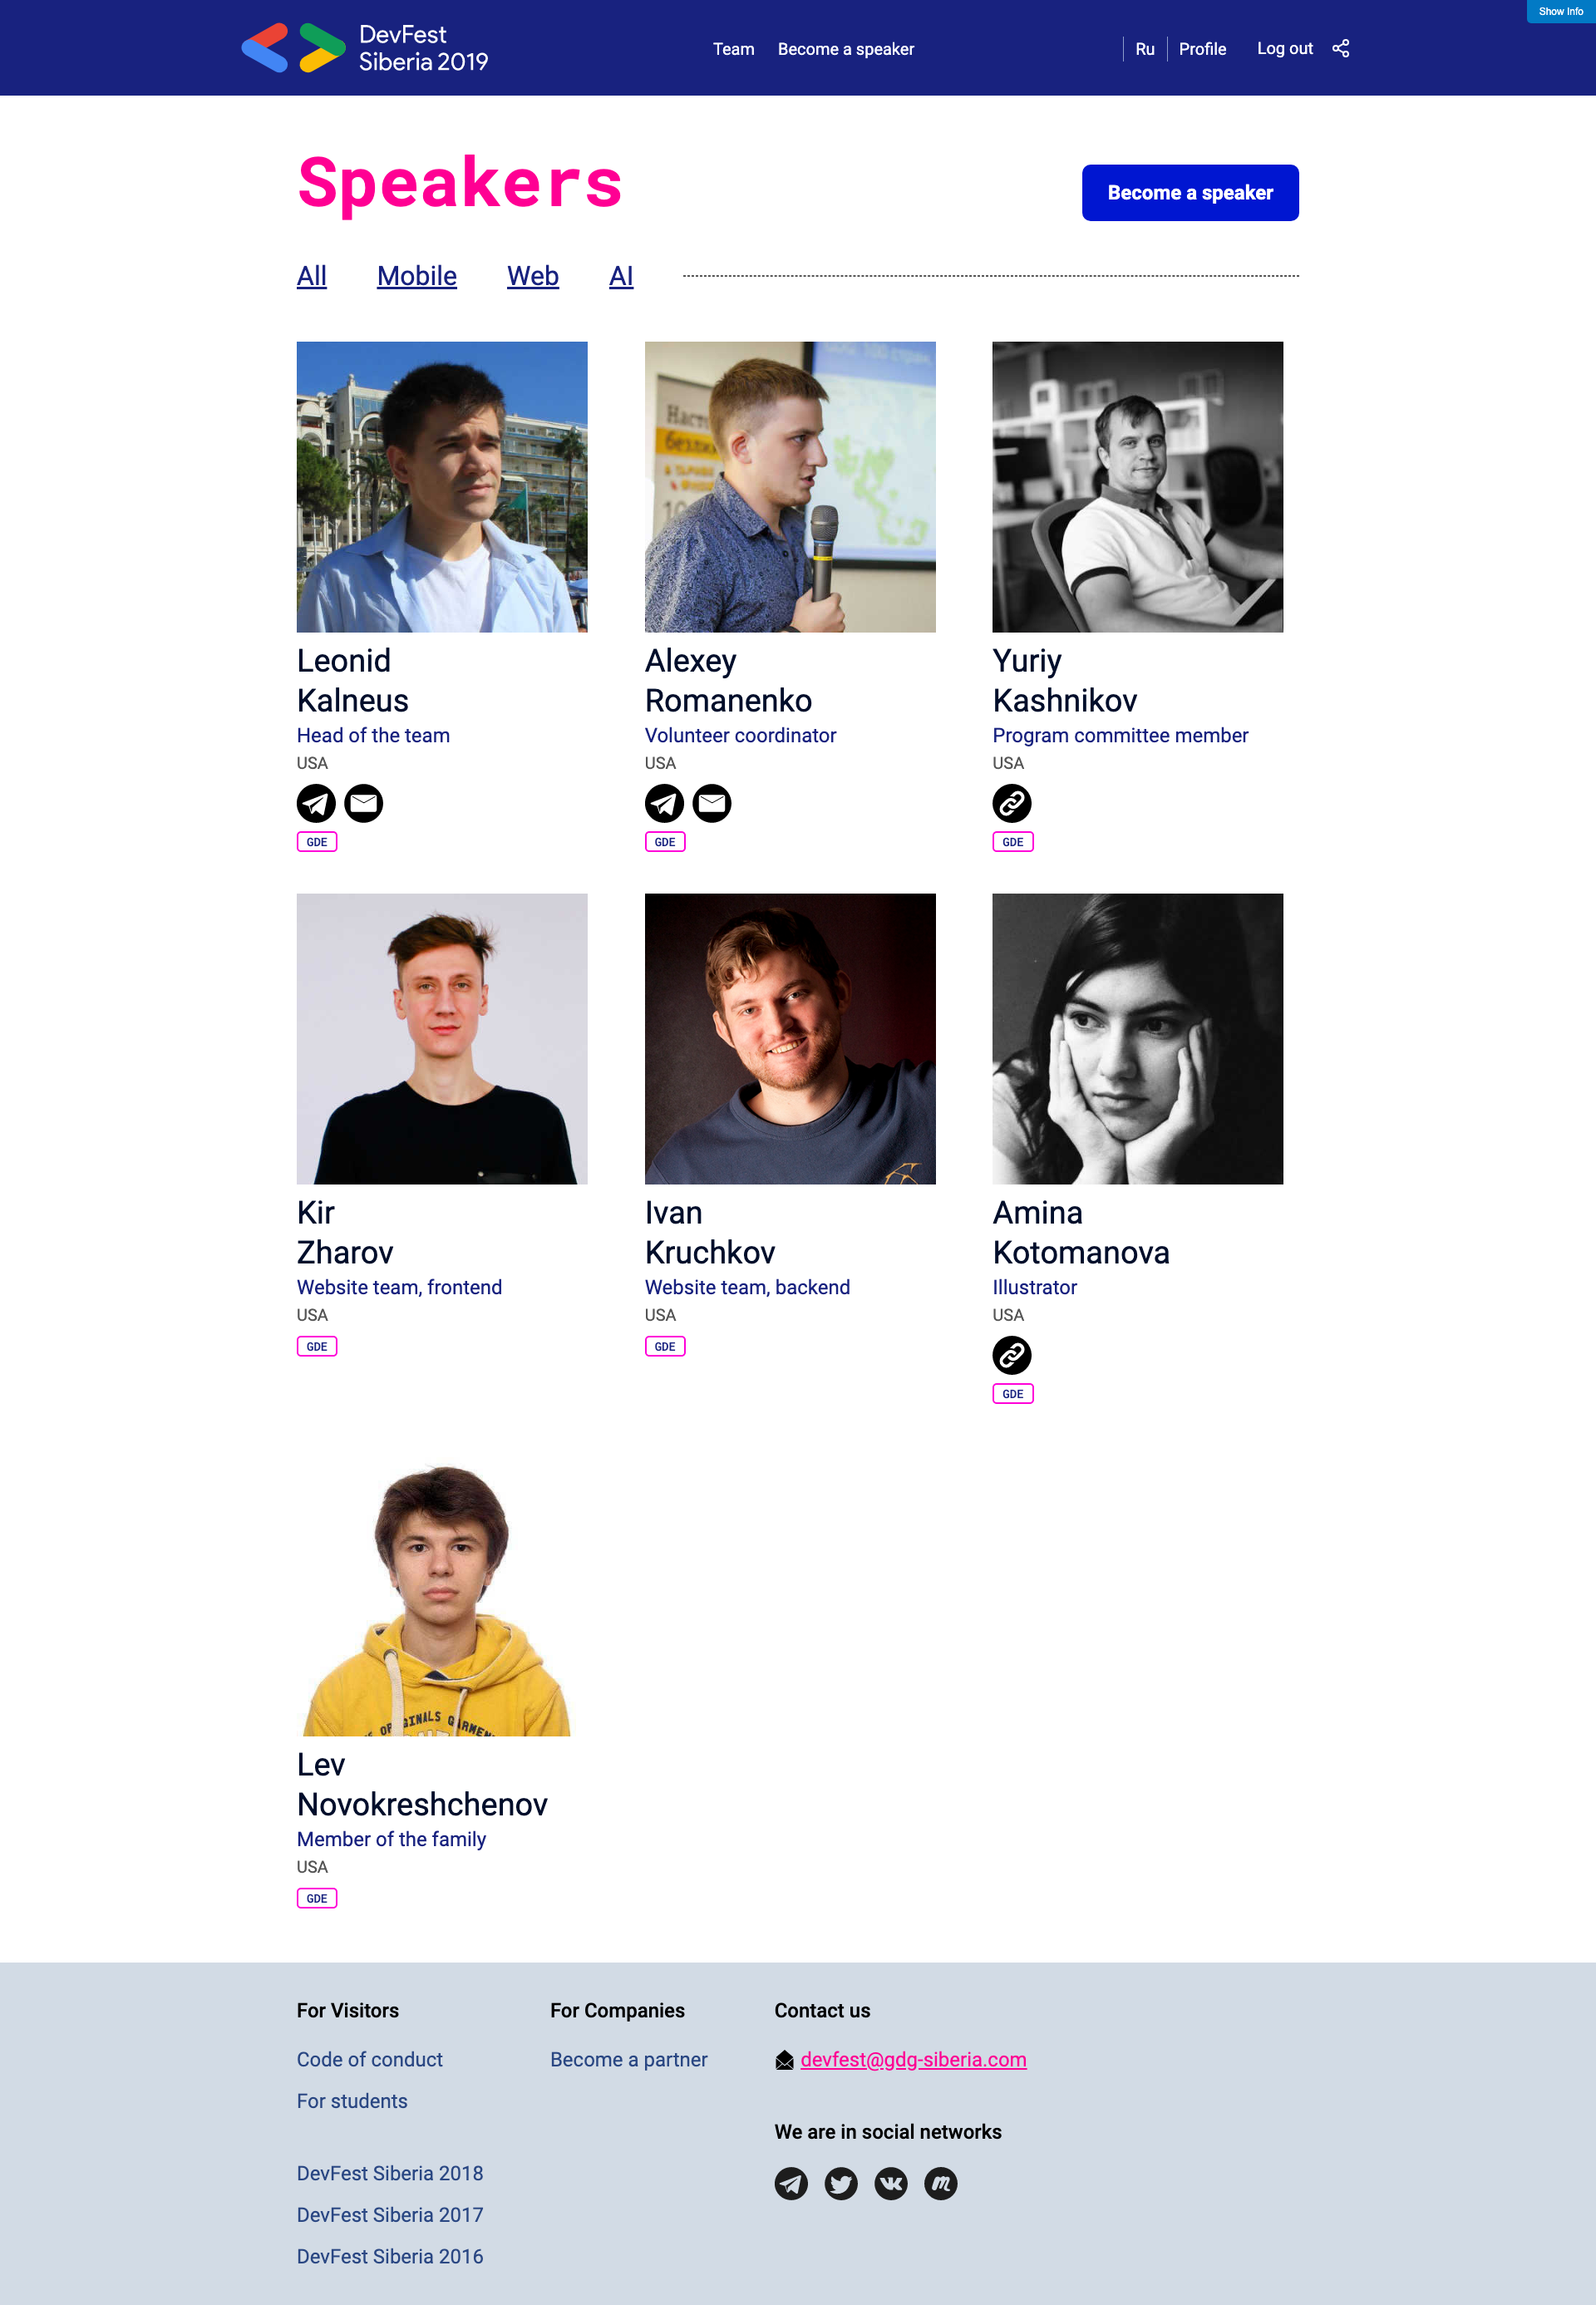 Show Info
DevFest
Siberia 2019
Team
Become a speaker
Ru
Profile
Log out
Speakers
Become a speaker
All
Mobile
Web
AI
Leonid
Kalneus
Head of the team
USA
GDE
Alexey
Romanenko
Volunteer coordinator
USA
GDE
Yuriy
Kashnikov
Program committee member
USA
GDE
Kir
Zharov
Website team, frontend
USA
GDE
Ivan
Kruchkov
Website team, backend
USA
GDE
Amina
Kotomanova
Illustrator
USA
GDE
Lev
Novokreshchenov
Member of the family
USA
GDE
For Visitors
Code of conduct
For students
DevFest Siberia 2018
DevFest Siberia 2017
DevFest Siberia 2016
For Companies
Become a partner
Contact us
devfest@gdg-siberia.com
We are in social networks